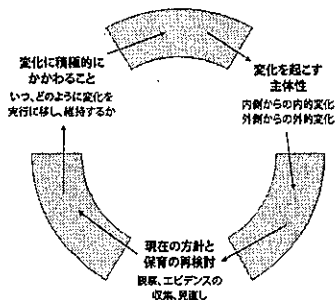 変化に積極的に
かかわること
いつ、どのように変化を
実行に移し、維持するか
変化を起こす
主体性
内側からの内的変化
外側からの外的変化
現在の方針と
保育の再検討
観察、エビデンスの
収集、見直し